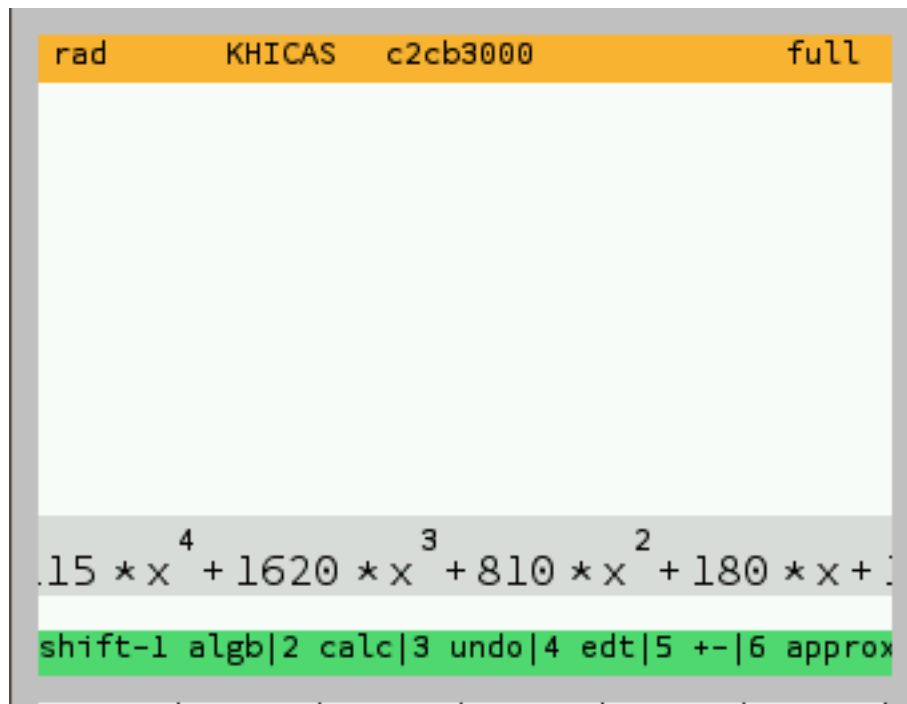 rad KHICAS c2cb3000 full
15 *x^4+1620 *x^3+810 *x^2+180 *x+
shift-1 algb|2 calc|3 undo|4 edt|5 +-|6 approx